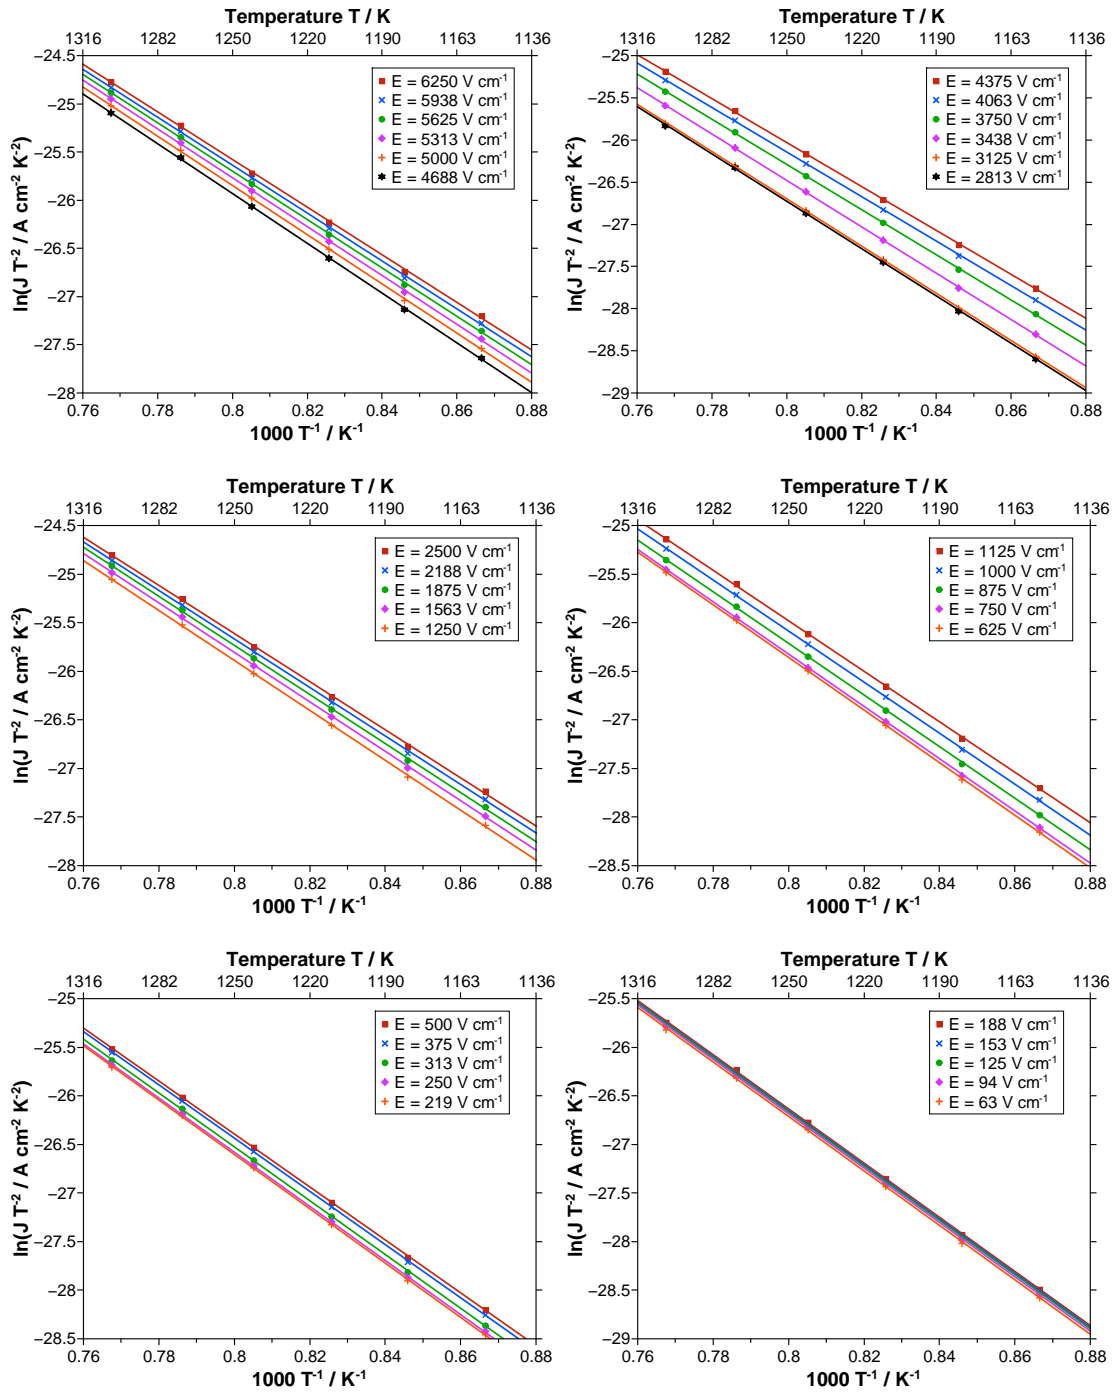 Temperature T / K
1316 1282 1250 1219 1190 1163 1136
ln(J T⁻² / A cm⁻² K⁻²)
−24.5
−25
−25.5
−26
−26.5
−27
−27.5
−28
E = 6250 V cm⁻¹
E = 5938 V cm⁻¹
E = 5625 V cm⁻¹
E = 5313 V cm⁻¹
E = 5000 V cm⁻¹
E = 4688 V cm⁻¹
0.76 0.78 0.8 0.82 0.84 0.86 0.88
1000 T⁻¹ / K⁻¹
Temperature T / K
1316 1282 1250 1219 1190 1163 1136
ln(J T⁻² / A cm⁻² K⁻²)
−25
−25.5
−26
−26.5
−27
−27.5
−28
−28.5
−29
E = 4375 V cm⁻¹
E = 4063 V cm⁻¹
E = 3750 V cm⁻¹
E = 3438 V cm⁻¹
E = 3125 V cm⁻¹
E = 2813 V cm⁻¹
0.76 0.78 0.8 0.82 0.84 0.86 0.88
1000 T⁻¹ / K⁻¹
Temperature T / K
1316 1282 1250 1219 1190 1163 1136
ln(J T⁻² / A cm⁻² K⁻²)
−24.5
−25
−25.5
−26
−26.5
−27
−27.5
−28
E = 2500 V cm⁻¹
E = 2188 V cm⁻¹
E = 1875 V cm⁻¹
E = 1563 V cm⁻¹
E = 1250 V cm⁻¹
0.76 0.78 0.8 0.82 0.84 0.86 0.88
1000 T⁻¹ / K⁻¹
Temperature T / K
1316 1282 1250 1219 1190 1163 1136
ln(J T⁻² / A cm⁻² K⁻²)
−25
−25.5
−26
−26.5
−27
−27.5
−28
−28.5
E = 1125 V cm⁻¹
E = 1000 V cm⁻¹
E = 875 V cm⁻¹
E = 750 V cm⁻¹
E = 625 V cm⁻¹
0.76 0.78 0.8 0.82 0.84 0.86 0.88
1000 T⁻¹ / K⁻¹
Temperature T / K
1316 1282 1250 1219 1190 1163 1136
ln(J T⁻² / A cm⁻² K⁻²)
−25
−25.5
−26
−26.5
−27
−27.5
−28
−28.5
E = 500 V cm⁻¹
E = 375 V cm⁻¹
E = 313 V cm⁻¹
E = 250 V cm⁻¹
E = 219 V cm⁻¹
0.76 0.78 0.8 0.82 0.84 0.86 0.88
1000 T⁻¹ / K⁻¹
Temperature T / K
1316 1282 1250 1219 1190 1163 1136
ln(J T⁻² / A cm⁻² K⁻²)
−25.5
−26
−26.5
−27
−27.5
−28
−28.5
−29
E = 188 V cm⁻¹
E = 153 V cm⁻¹
E = 125 V cm⁻¹
E = 94 V cm⁻¹
E = 63 V cm⁻¹
0.76 0.78 0.8 0.82 0.84 0.86 0.88
1000 T⁻¹ / K⁻¹